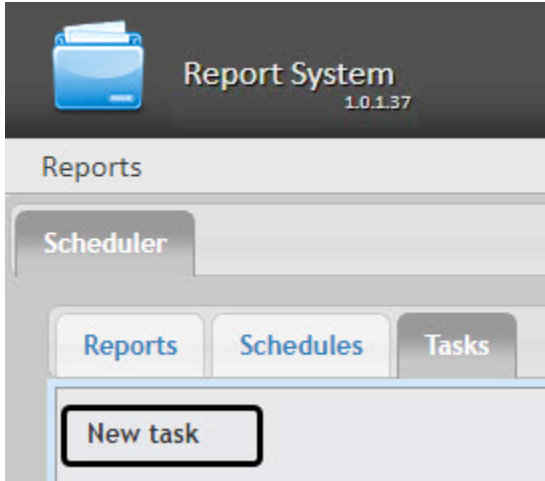 Report System
1.0.1.37
Reports
Scheduler
Reports Schedules Tasks
New task